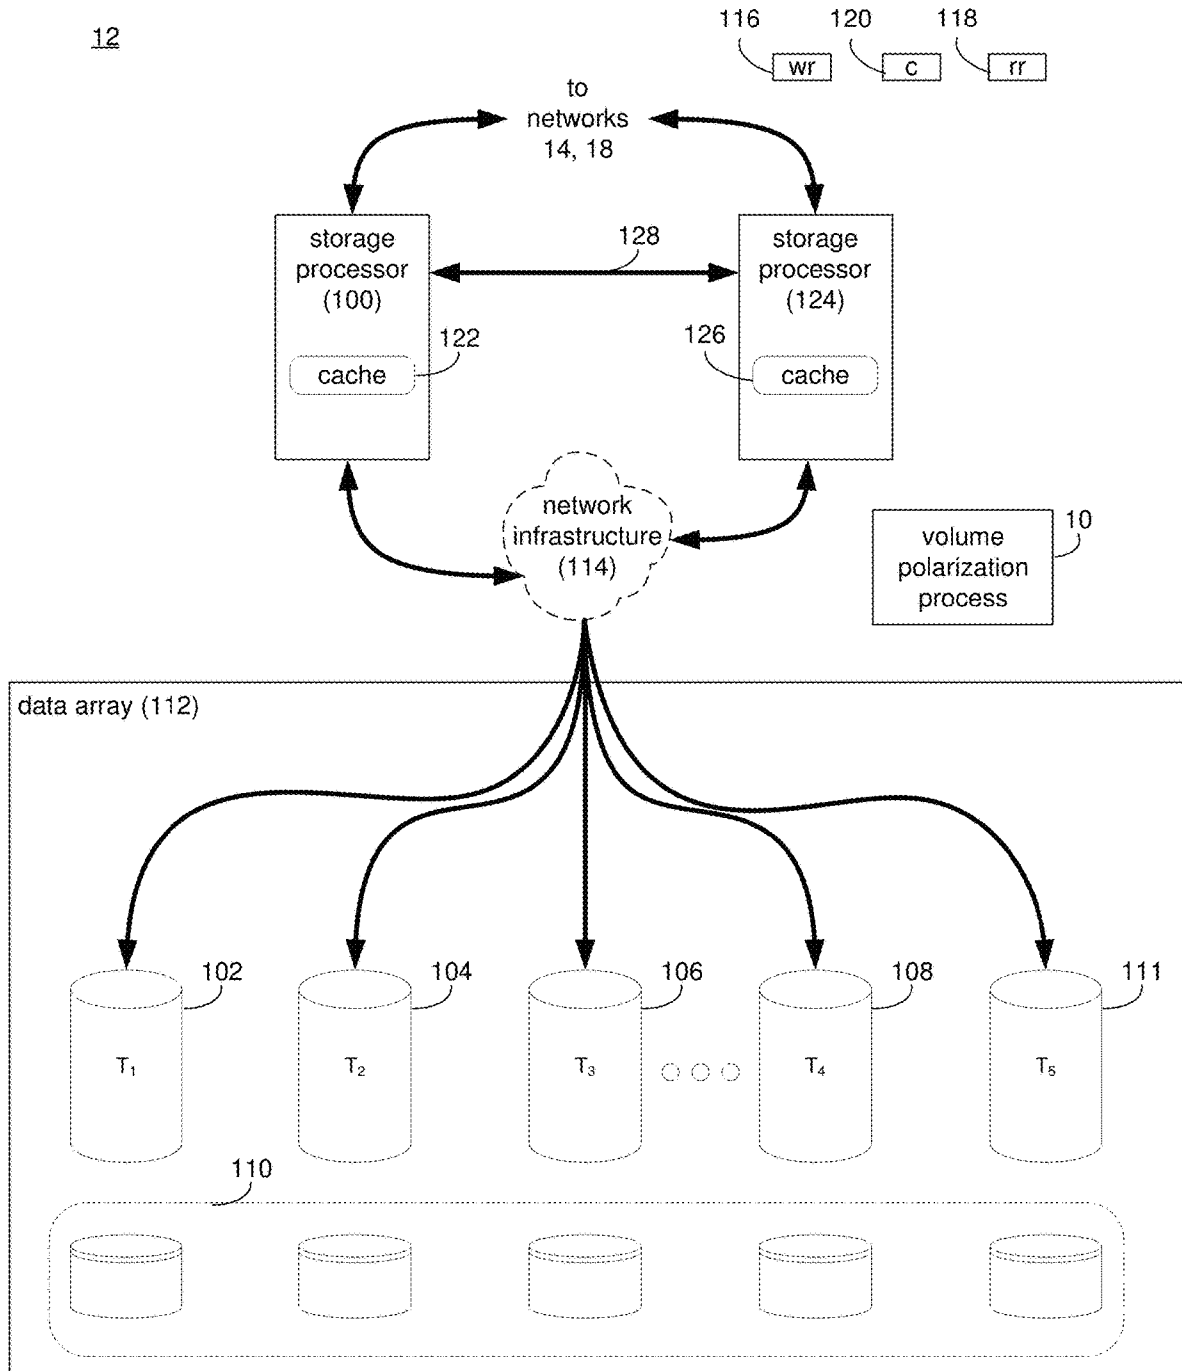 12
116
120
118
wr
c
rr
to
networks
14, 18
storage
processor
(100)
128
storage
processor
(124)
122
cache
126
cache
network
infrastructure
(114)
10
volume
polarization
process
data array (112)
102
104
106
108
111
T1
T2
T3
T4
T5
110